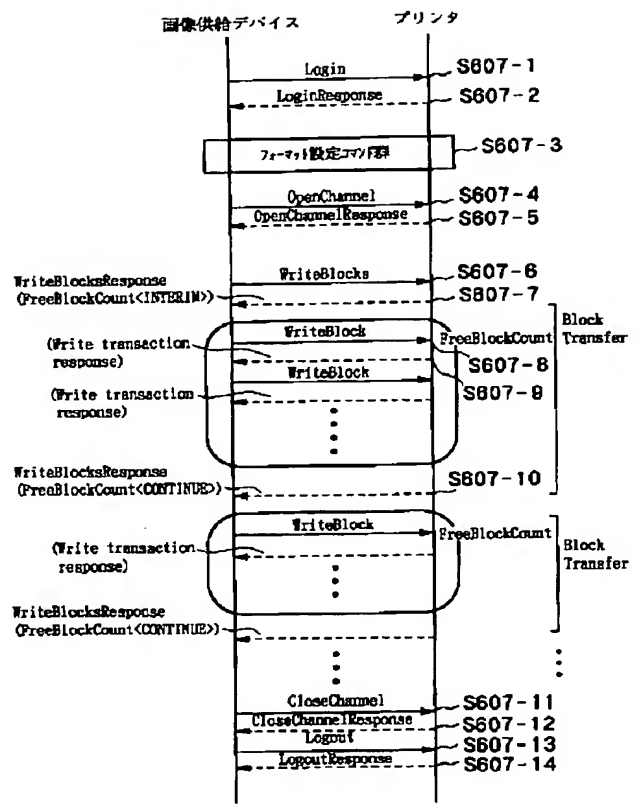 画像供給デバイス
プリンタ
Login
S607-1
LoginResponse
S607-2
フォーマット設定コマンド群
S607-3
OpenChannel
S607-4
OpenChannelResponse
S607-5
WriteBlocks
S607-6
WriteBlocksResponse
(FreeBlockCount<INTERIM>)
S607-7
Block
Transfer
WriteBlock
FreeBlockCount
(Write transaction
response)
S607-8
S607-9
WriteBlock
(Write transaction
response)
WriteBlocksResponse
(FreeBlockCount<CONTINUE>)
S607-10
WriteBlock
FreeBlockCount
(Write transaction
response)
Block
Transfer
WriteBlocksResponse
(FreeBlockCount<CONTINUE>)
CloseChannel
S607-11
CloseChannelResponse
S607-12
Logout
S607-13
LogoutResponse
S607-14